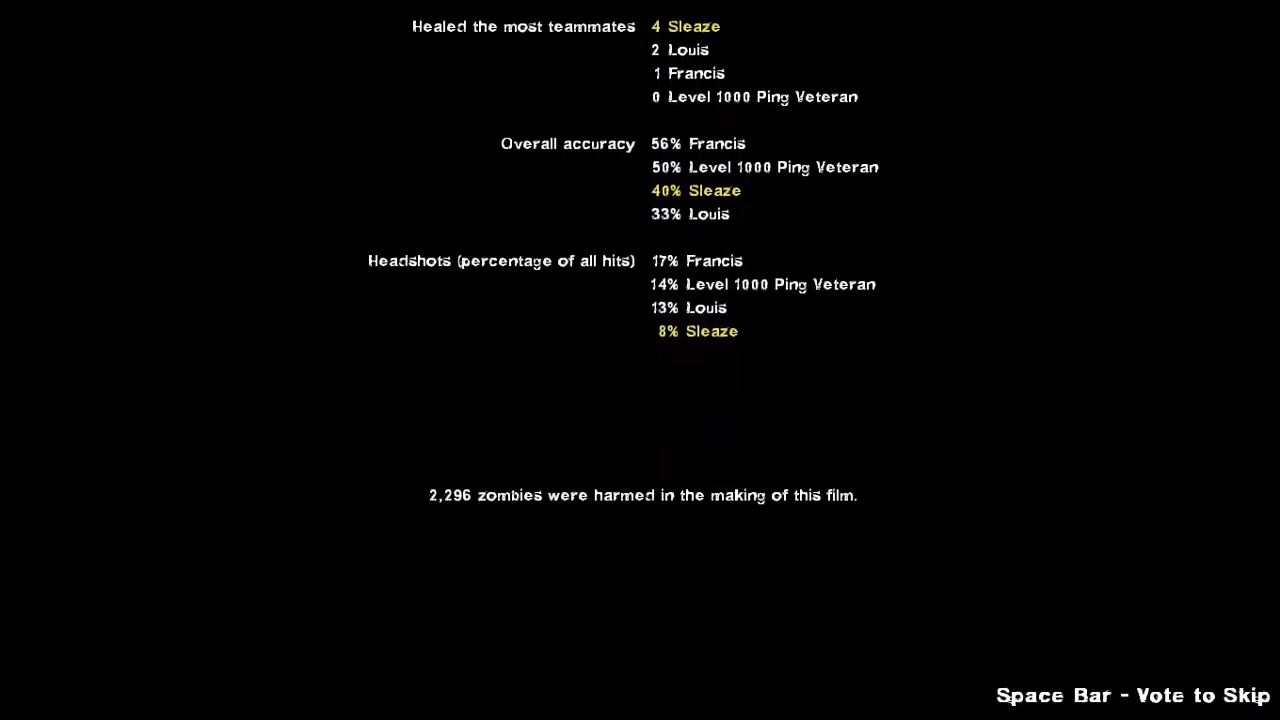 Healed the most teammates 4 Sleaze
2 Louis
1 Francis
0 Level 1000 Ping Veteran
Overall accuracy 56% Francis
50% Level 1000 Ping Veteran
40% Sleaze
33% Louis
Headshots (percentage of all hits) 17% Francis
14% Level 1000 Ping Veteran
13% Louis
8% Sleaze
2,296 zombies were harmed in the making of this film.
Space Bar - Vote to Skip